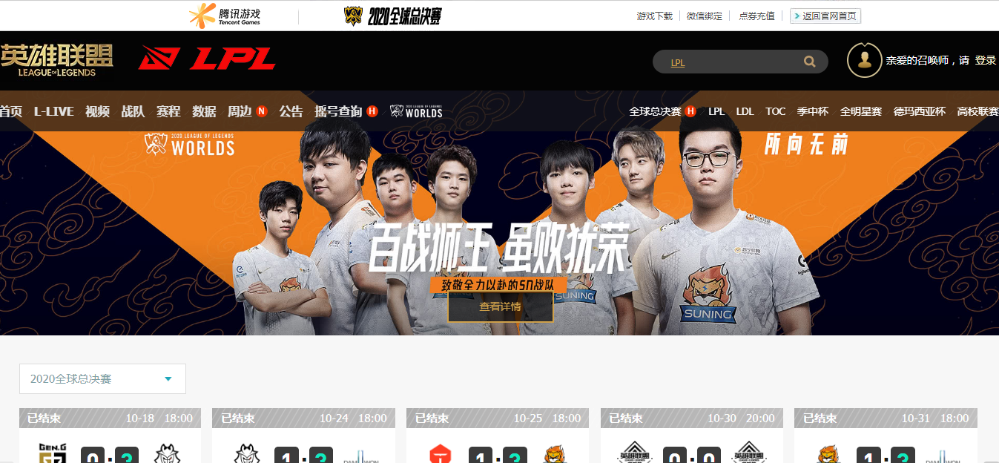 腾讯游戏
Tencent Games
2020全球总决赛
游戏下载 微信绑定 点券充值 返回官网首页
英雄联盟
LEAGUE OF LEGENDS
LPL
LPL
亲爱的召唤师，请 登录
首页 L-LIVE 视频 战队 赛程 数据 周边 N 公告 摇号查询 H 2020 LEAGUE OF LEGENDS WORLDS
全球总决赛 H LPL LDL TOC 季中杯 全明星赛 德玛西亚杯 高校联赛
2020 LEAGUE OF LEGENDS
WORLDS
所向无前
百战狮王 虽败犹荣
致敬全力以赴的SN战队
查看详情
SUNING
SUNING
2020全球总决赛
已结束 10-18 18:00
已结束 10-24 18:00
已结束 10-25 18:00
已结束 10-30 20:00
已结束 10-31 18:00
GEN.G 0 : 3
1 : 3 DAMWON
1 : 3
英雄联盟 0 : 0 英雄联盟
1 : 3 DAMWON